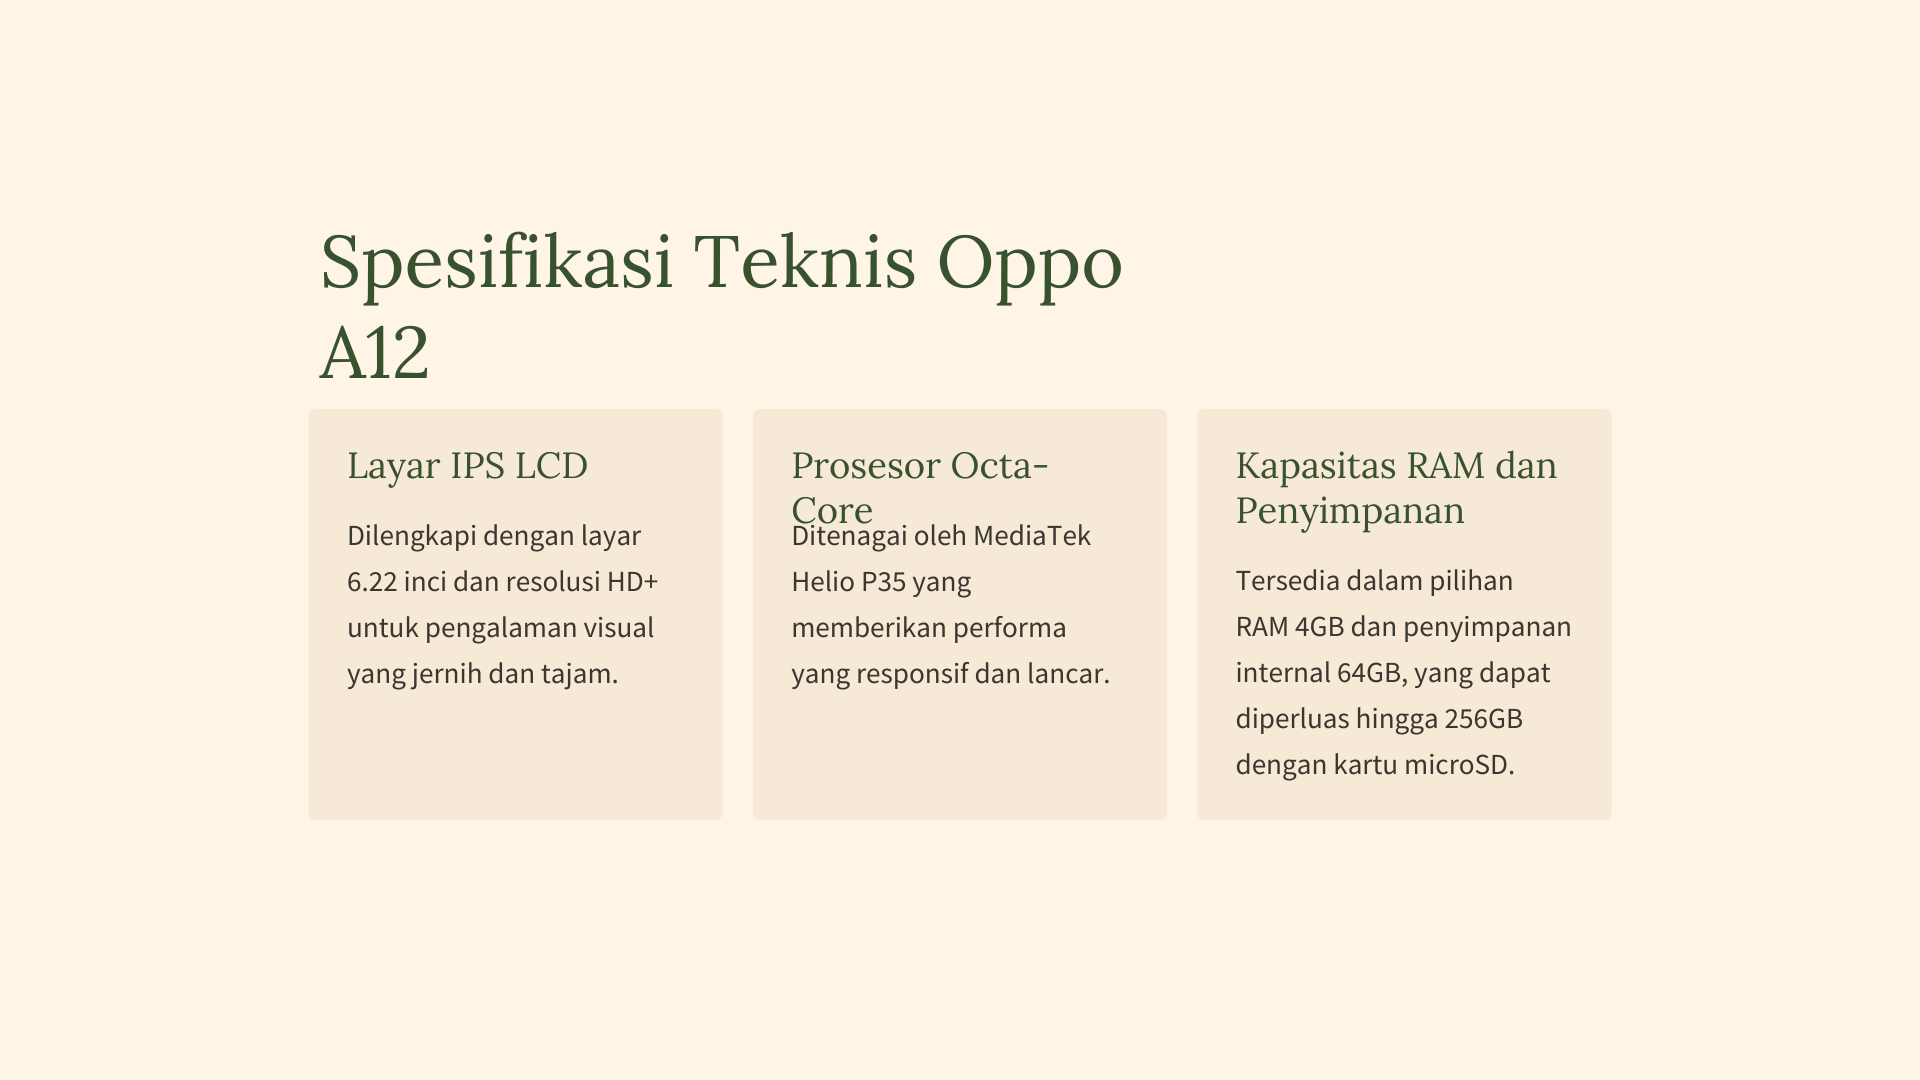 Spesifikasi Teknis Oppo
A12
Layar IPS LCD
Dilengkapi dengan layar
6.22 inci dan resolusi HD+
untuk pengalaman visual
yang jernih dan tajam.
Prosesor Octa-
Core
Ditenagai oleh MediaTek
Helio P35 yang
memberikan performa
yang responsif dan lancar.
Kapasitas RAM dan
Penyimpanan
Tersedia dalam pilihan
RAM 4GB dan penyimpanan
internal 64GB, yang dapat
diperluas hingga 256GB
dengan kartu microSD.